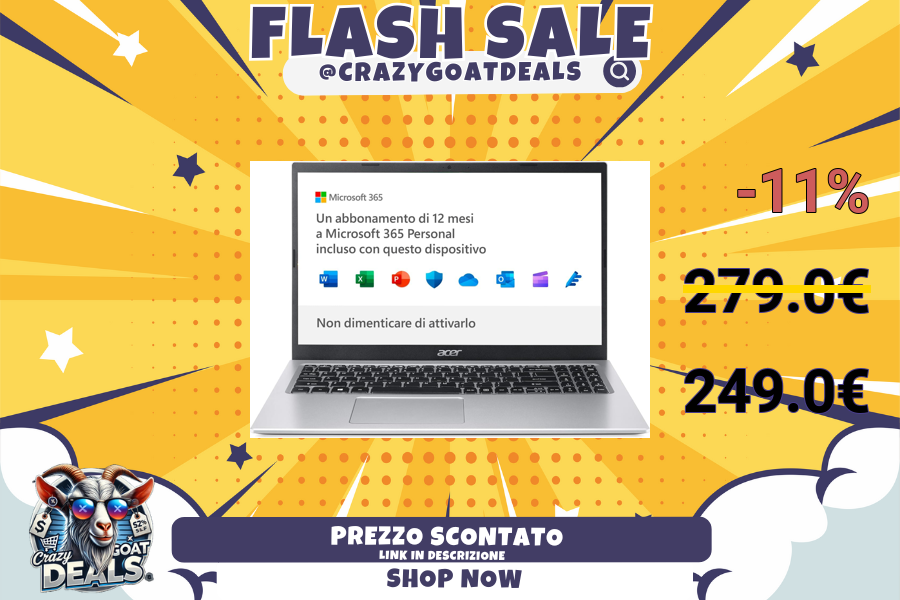 FLASH SALE
@CRAZYGOATDEALS
-11%
Microsoft 365
Un abbonamento di 12 mesi
a Microsoft 365 Personal
incluso con questo dispositivo
Non dimenticare di attivarlo
279.0€
acer
249.0€
$
52%
Crazy
GOAT
DEALS
PREZZO SCONTATO
LINK IN DESCRIZIONE
SHOP NOW